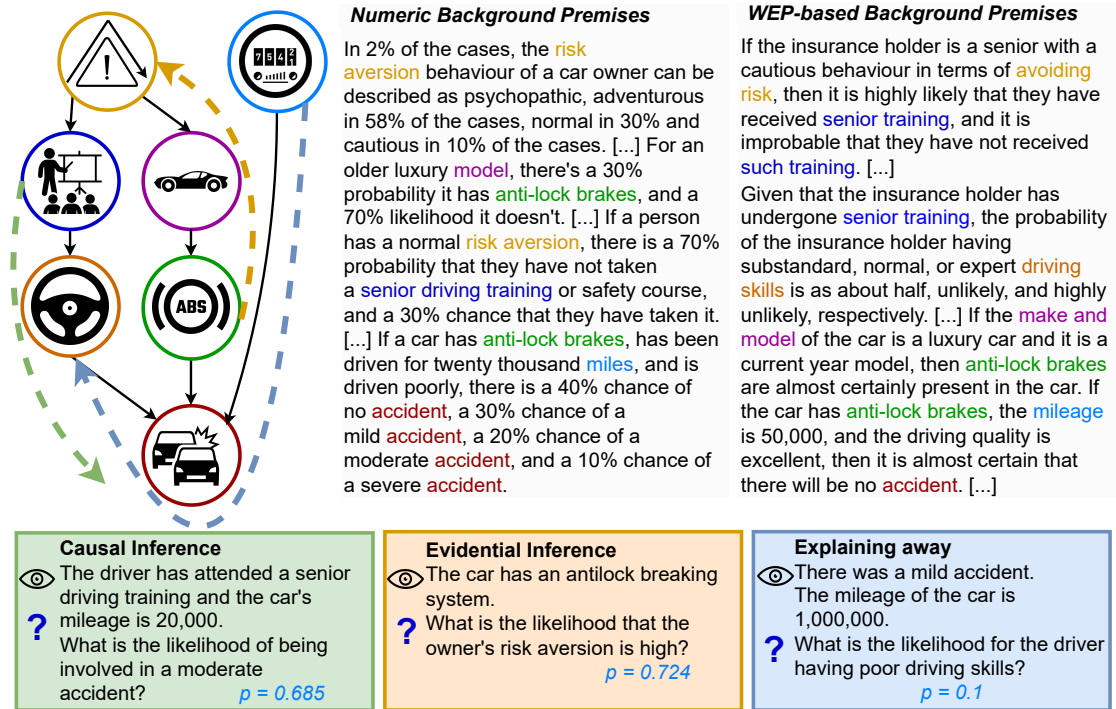 Numeric Background Premises
In 2% of the cases, the risk
aversion behaviour of a car owner can be
described as psychopathic, adventurous
in 58% of the cases, normal in 30% and
cautious in 10% of the cases. [...] For an
older luxury model, there's a 30%
probability it has anti-lock brakes, and a
70% likelihood it doesn't. [...] If a person
has a normal risk aversion, there is a 70%
probability that they have not taken
a senior driving training or safety course,
and a 30% chance that they have taken it.
[...] If a car has anti-lock brakes, has been
driven for twenty thousand miles, and is
driven poorly, there is a 40% chance of
no accident, a 30% chance of a
mild accident, a 20% chance of a
moderate accident, and a 10% chance of
a severe accident.
WEP-based Background Premises
If the insurance holder is a senior with a
cautious behaviour in terms of avoiding
risk, then it is highly likely that they have
received senior training, and it is
improbable that they have not received
such training. [...]
Given that the insurance holder has
undergone senior training, the probability
of the insurance holder having
substandard, normal, or expert driving
skills is as about half, unlikely, and highly
unlikely, respectively. [...] If the make and
model of the car is a luxury car and it is a
current year model, then anti-lock brakes
are almost certainly present in the car. If
the car has anti-lock brakes, the mileage
is 50,000, and the driving quality is
excellent, then it is almost certain that
there will be no accident. [...]
ABS
Causal Inference
The driver has attended a senior
driving training and the car's
mileage is 20,000.
?
What is the likelihood of being
involved in a moderate
accident?
p = 0.685
Evidential Inference
The car has an antilock breaking
system.
?
What is the likelihood that the
owner's risk aversion is high?
p = 0.724
Explaining away
There was a mild accident.
The mileage of the car is
1,000,000.
?
What is the likelihood for the driver
having poor driving skills?
p = 0.1